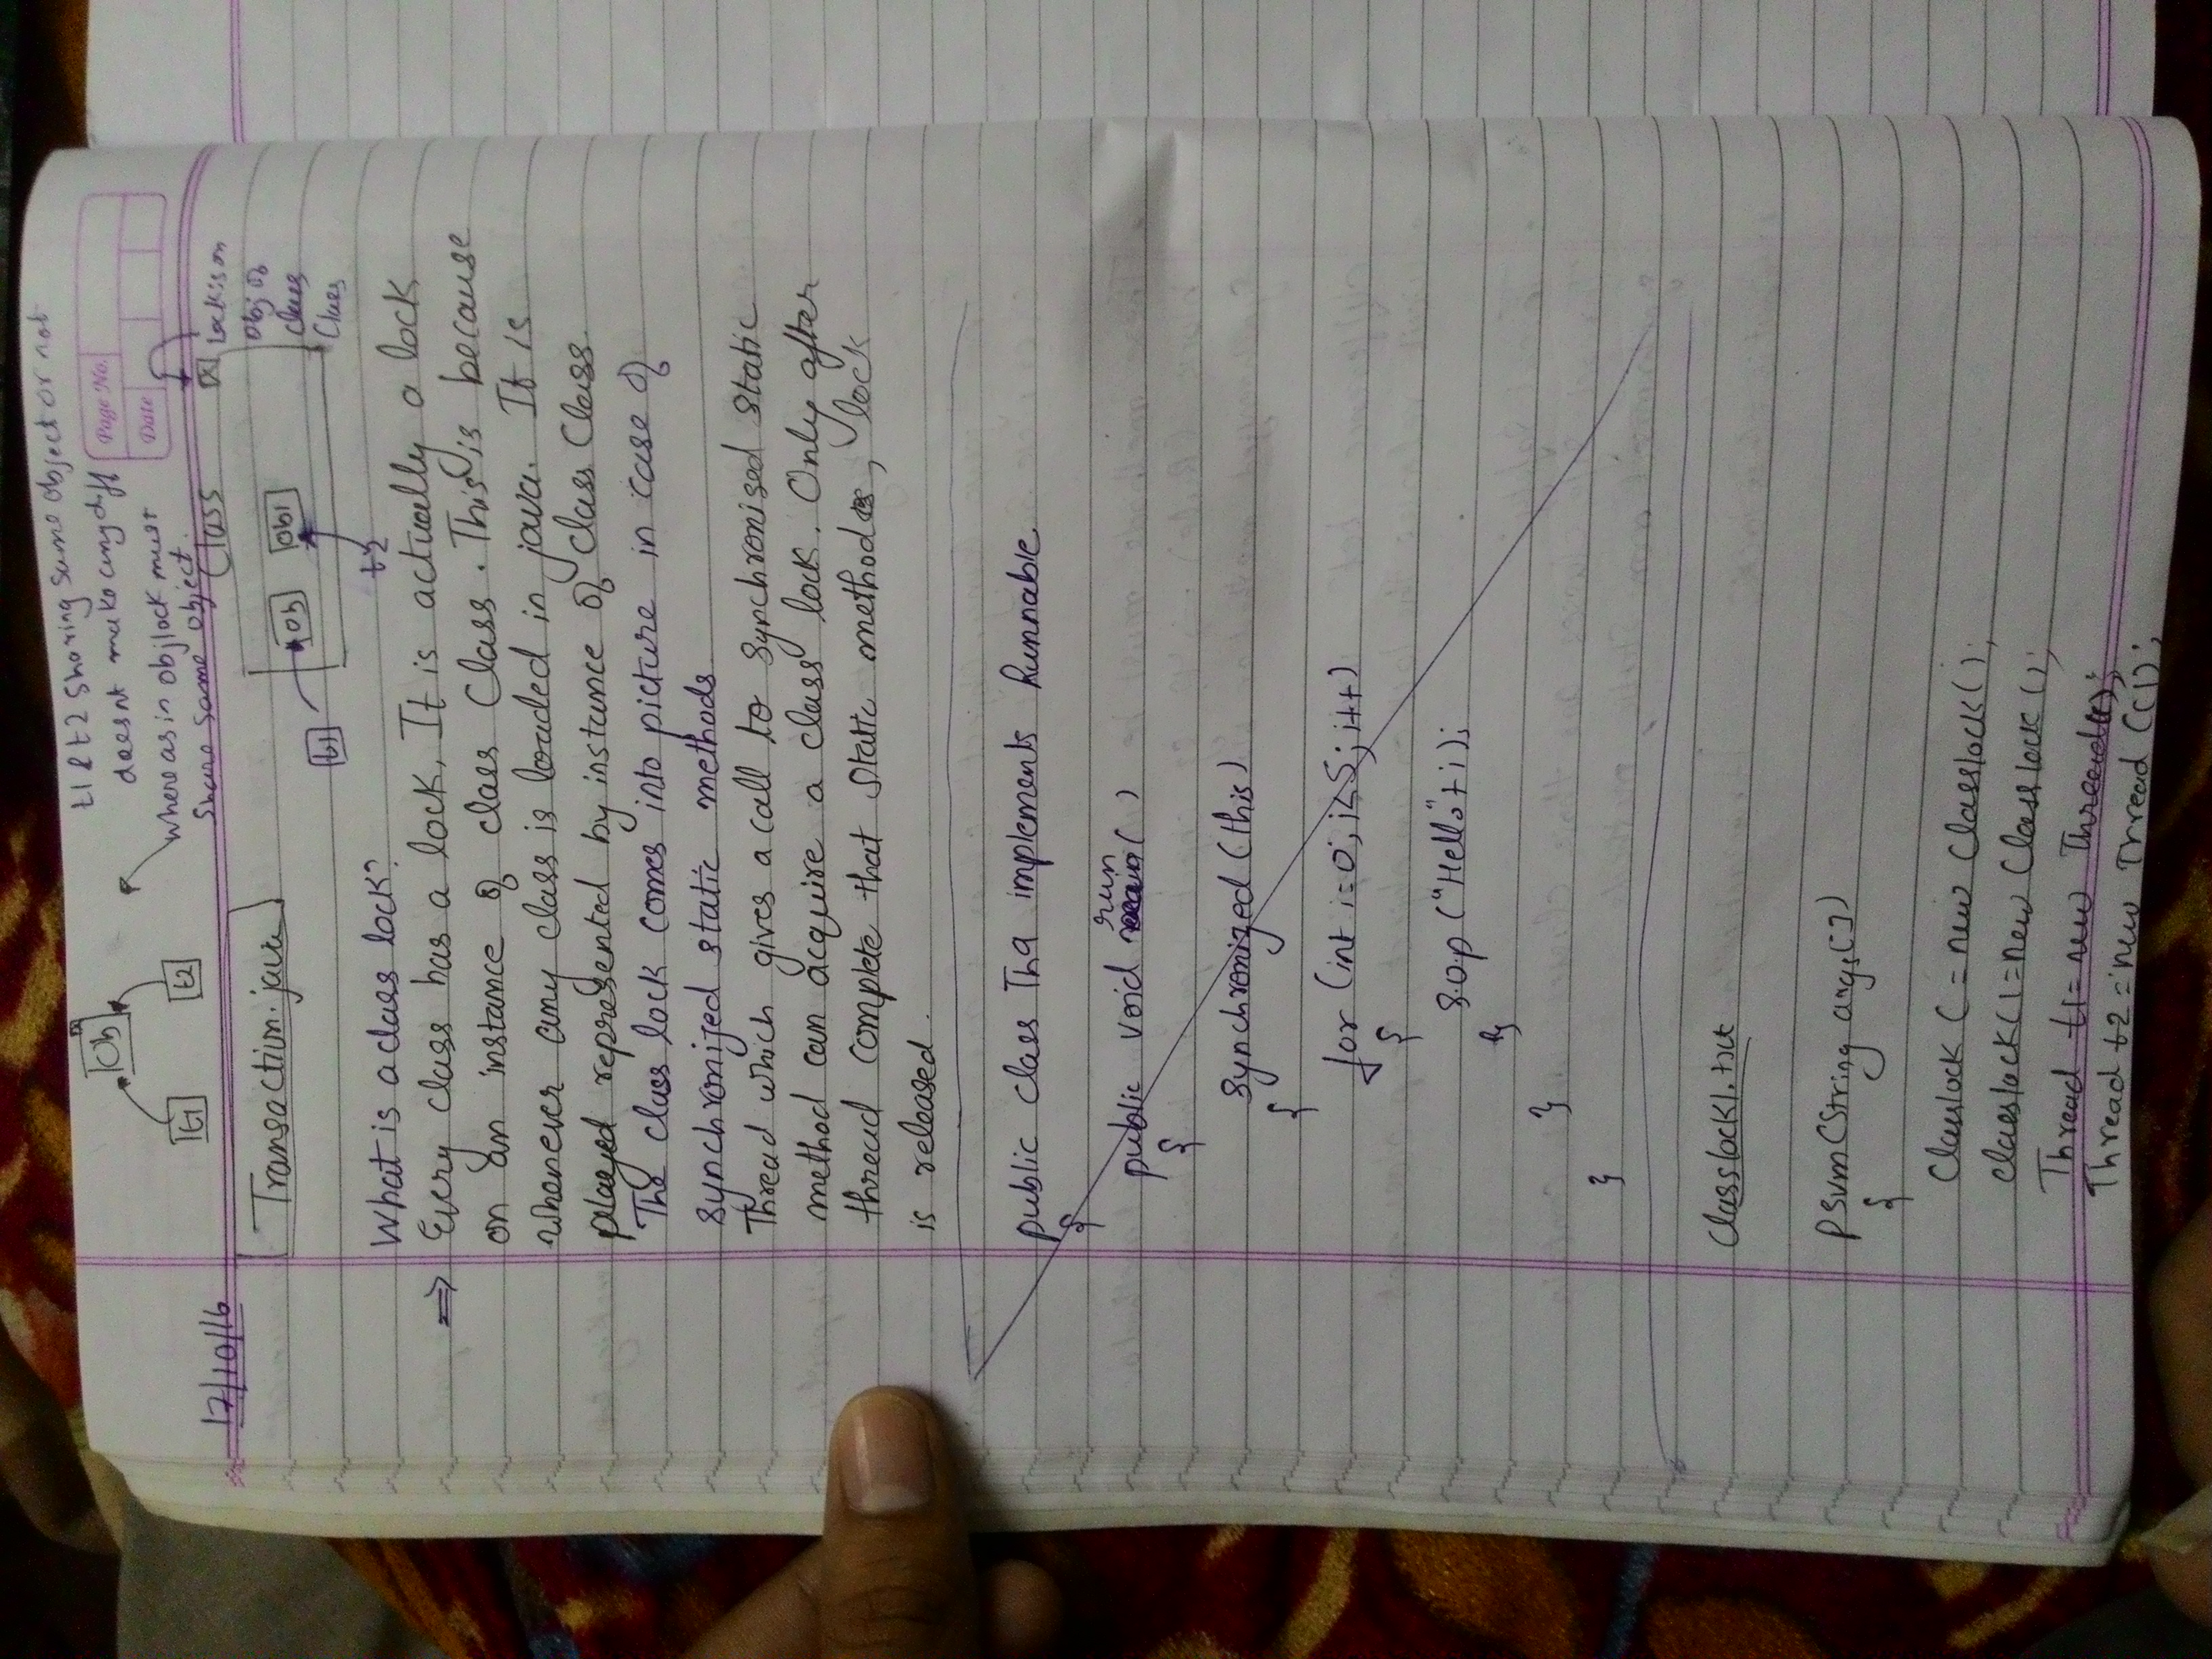 t1 & t2 Sharing same object or not
doesnt make any diff
where as in objlock must
Share same object.
Ob
t1
t2
Page No.
Date
17/10/16
Transaction.java
Class
Ob
Ob1
t1
t2
lock is on
obj of
class
Class
What is a class lock?
⇒ Every class has a lock, It is actually a lock
on an instance of class Class. This is because
whenever any class is loaded in java. It is
represented by instance of class Class.
The class lock comes into picture in case of
synchronized static methods
Thread which gives a call to synchronised static
method can acquire a class lock. Only after
thread complete that static method, lock
is released.
public class Th9 implements Runnable
{
public void run ( )
{
synchronized (this)
{
for (int i=0; i<5; i++)
{
S.o.p ("Hello"+i);
}
}
}
Classlock1.txt
psvm(String args[])
{
Classlock C = new Classlock();
classlock C1=new Classlock();
Thread t1= new Thread(c);
Thread t2 = new Thread (C1);